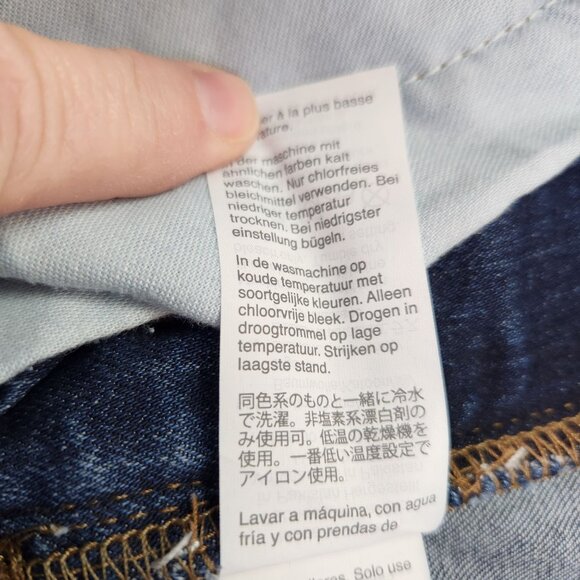 à la plus basse
der maschine mit
ähnlichen farben kalt
waschen. Nur chlorfreies
bleichmittel verwenden. Bei
niedriger temperatur
trocknen. Bei niedrigster
einstellung bügeln.
In de wasmachine op
koude temperatuur met
soortgelijke kleuren. Alleen
chloorvrije bleek. Drogen in
droogtrommel op lage
temperatuur. Strijken op
laagste stand.
同色系のものと一緒に冷水
で洗濯。非塩素系漂白剤の
み使用可。低温の乾燥機を
使用。一番低い温度設定で
アイロン使用。
Lavar a máquina, con agua
fría y con prendas de
Solo use